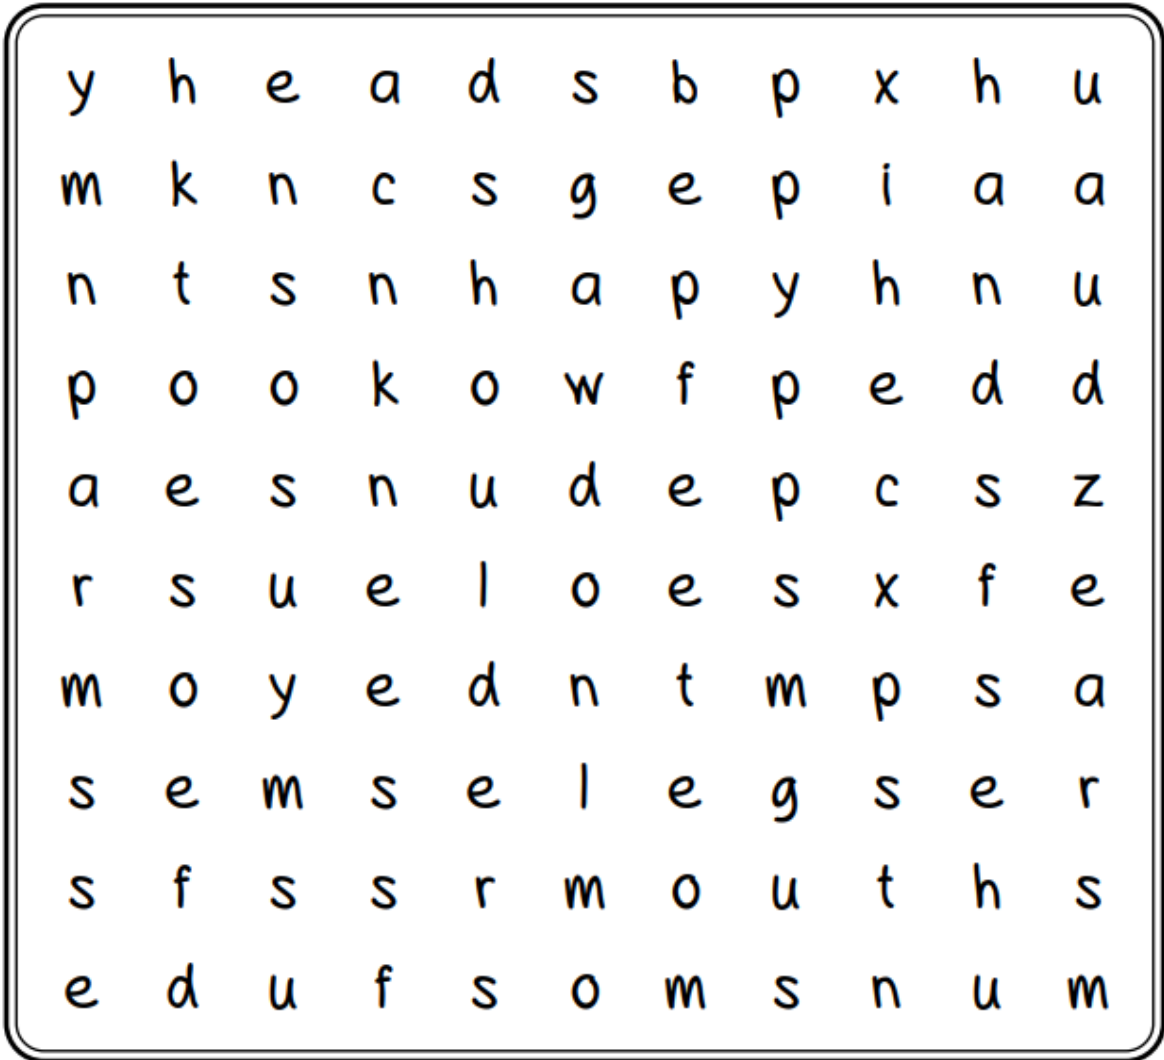 y h e a d s b p x h u
m k n c s g e p i a a
n t s n h a p y h n u
p o o k o w f p e d d
a e s n u d e p c s z
r s u e l o e s x f e
m o y e d n t m p s a
s e m s e l e g s e r
s f s s r m o u t h s
e d u f s o m s n u m